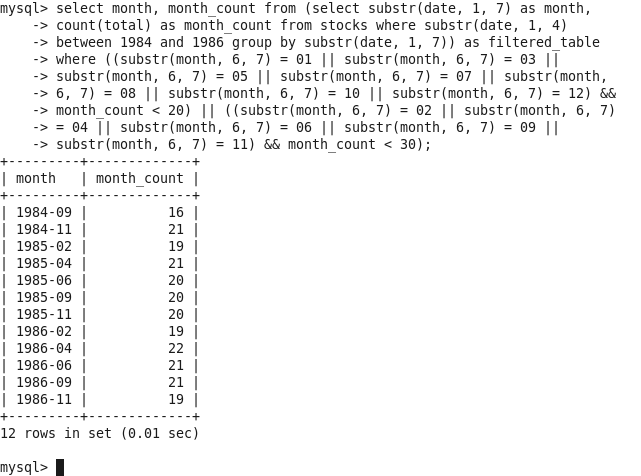 mysql> select month, month_count from (select substr(date, 1, 7) as month,
    -> count(total) as month_count from stocks where substr(date, 1, 4)
    -> between 1984 and 1986 group by substr(date, 1, 7)) as filtered_table
    -> where ((substr(month, 6, 7) = 01 || substr(month, 6, 7) = 03 ||
    -> substr(month, 6, 7) = 05 || substr(month, 6, 7) = 07 || substr(month,
    -> 6, 7) = 08 || substr(month, 6, 7) = 10 || substr(month, 6, 7) = 12) &&
    -> month_count < 20) || ((substr(month, 6, 7) = 02 || substr(month, 6, 7)
    -> = 04 || substr(month, 6, 7) = 06 || substr(month, 6, 7) = 09 ||
    -> substr(month, 6, 7) = 11) && month_count < 30);
+---------+-------------+
| month   | month_count |
+---------+-------------+
| 1984-09 |          16 |
| 1984-11 |          21 |
| 1985-02 |          19 |
| 1985-04 |          21 |
| 1985-06 |          20 |
| 1985-09 |          20 |
| 1985-11 |          20 |
| 1986-02 |          19 |
| 1986-04 |          22 |
| 1986-06 |          21 |
| 1986-09 |          21 |
| 1986-11 |          19 |
+---------+-------------+
12 rows in set (0.01 sec)

mysql>